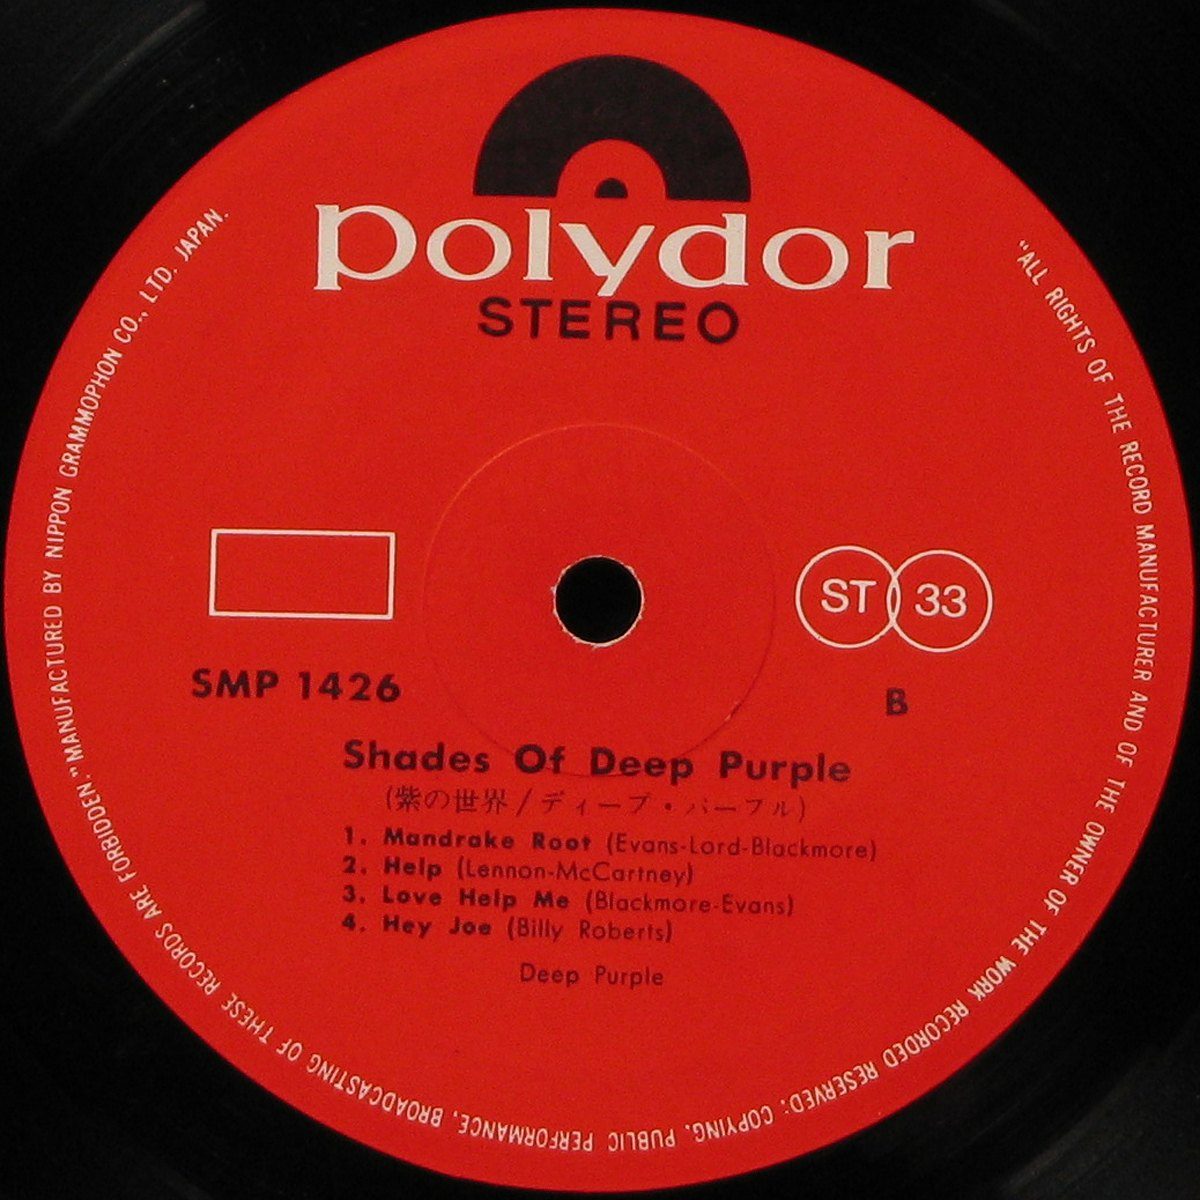 polydor
STEREO
ST 33
SMP 1426
B
Shades Of Deep Purple
(紫の世界/ディープ・パープル)
1. Mandrake Root (Evans-Lord-Blackmore)
2. Help (Lennon-McCartney)
3. Love Help Me (Blackmore-Evans)
4. Hey Joe (Billy Roberts)
Deep Purple
"ALL RIGHTS OF THE RECORD MANUFACTURER AND OF THE OWNER OF THE WORK RECORDED RESERVED; COPYING, PUBLIC PERFORMANCE, BROADCASTING OF THESE RECORDS ARE FORBIDDEN." MANUFACTURED BY NIPPON GRAMMOPHON CO., LTD. JAPAN.